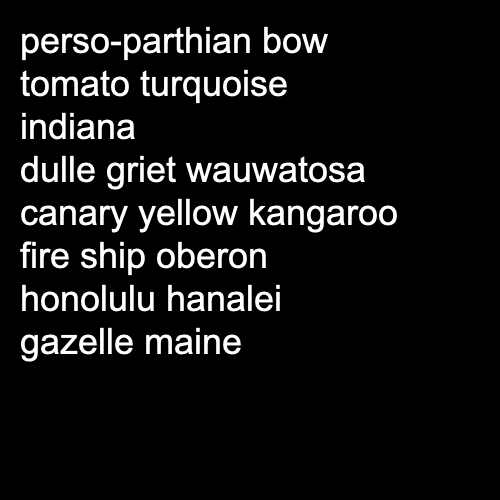 perso-parthian bow
tomato turquoise
indiana
dulle griet wauwatosa
canary yellow kangaroo
fire ship oberon
honolulu hanalei
gazelle maine